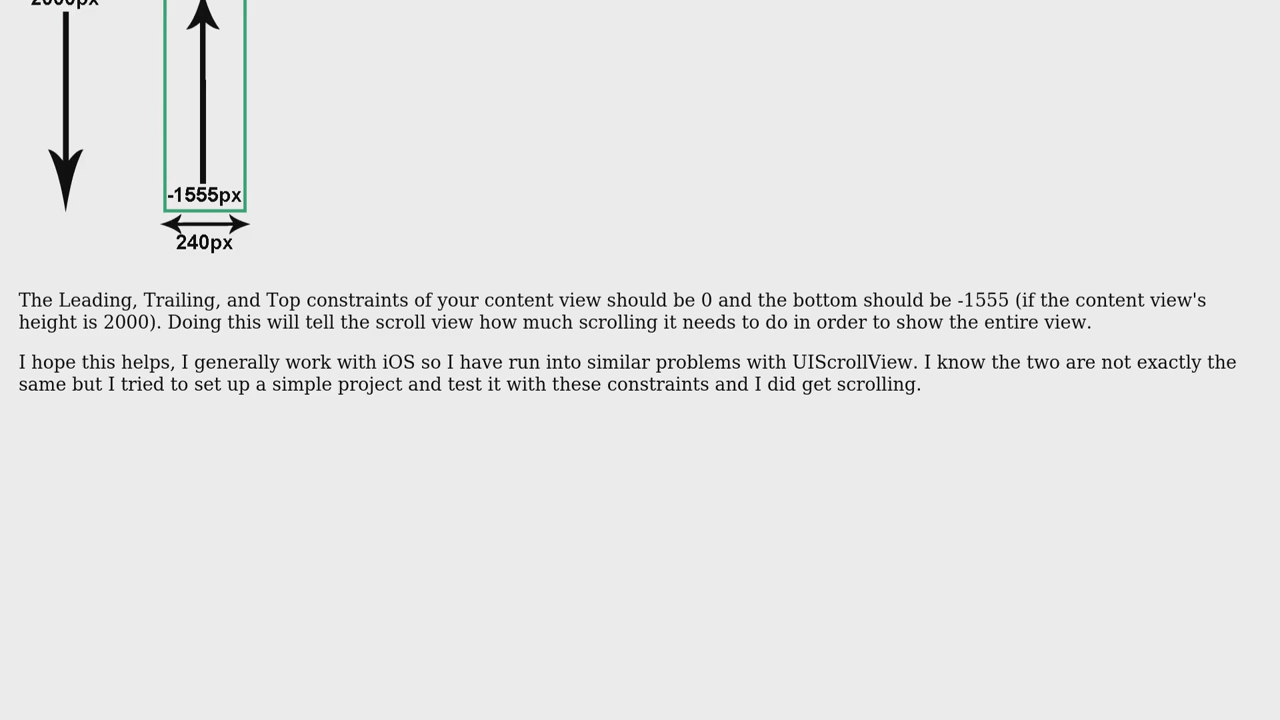 2000px
-1555px
240px
The Leading, Trailing, and Top constraints of your content view should be 0 and the bottom should be -1555 (if the content view's
height is 2000). Doing this will tell the scroll view how much scrolling it needs to do in order to show the entire view.
I hope this helps, I generally work with iOS so I have run into similar problems with UIScrollView. I know the two are not exactly the
same but I tried to set up a simple project and test it with these constraints and I did get scrolling.